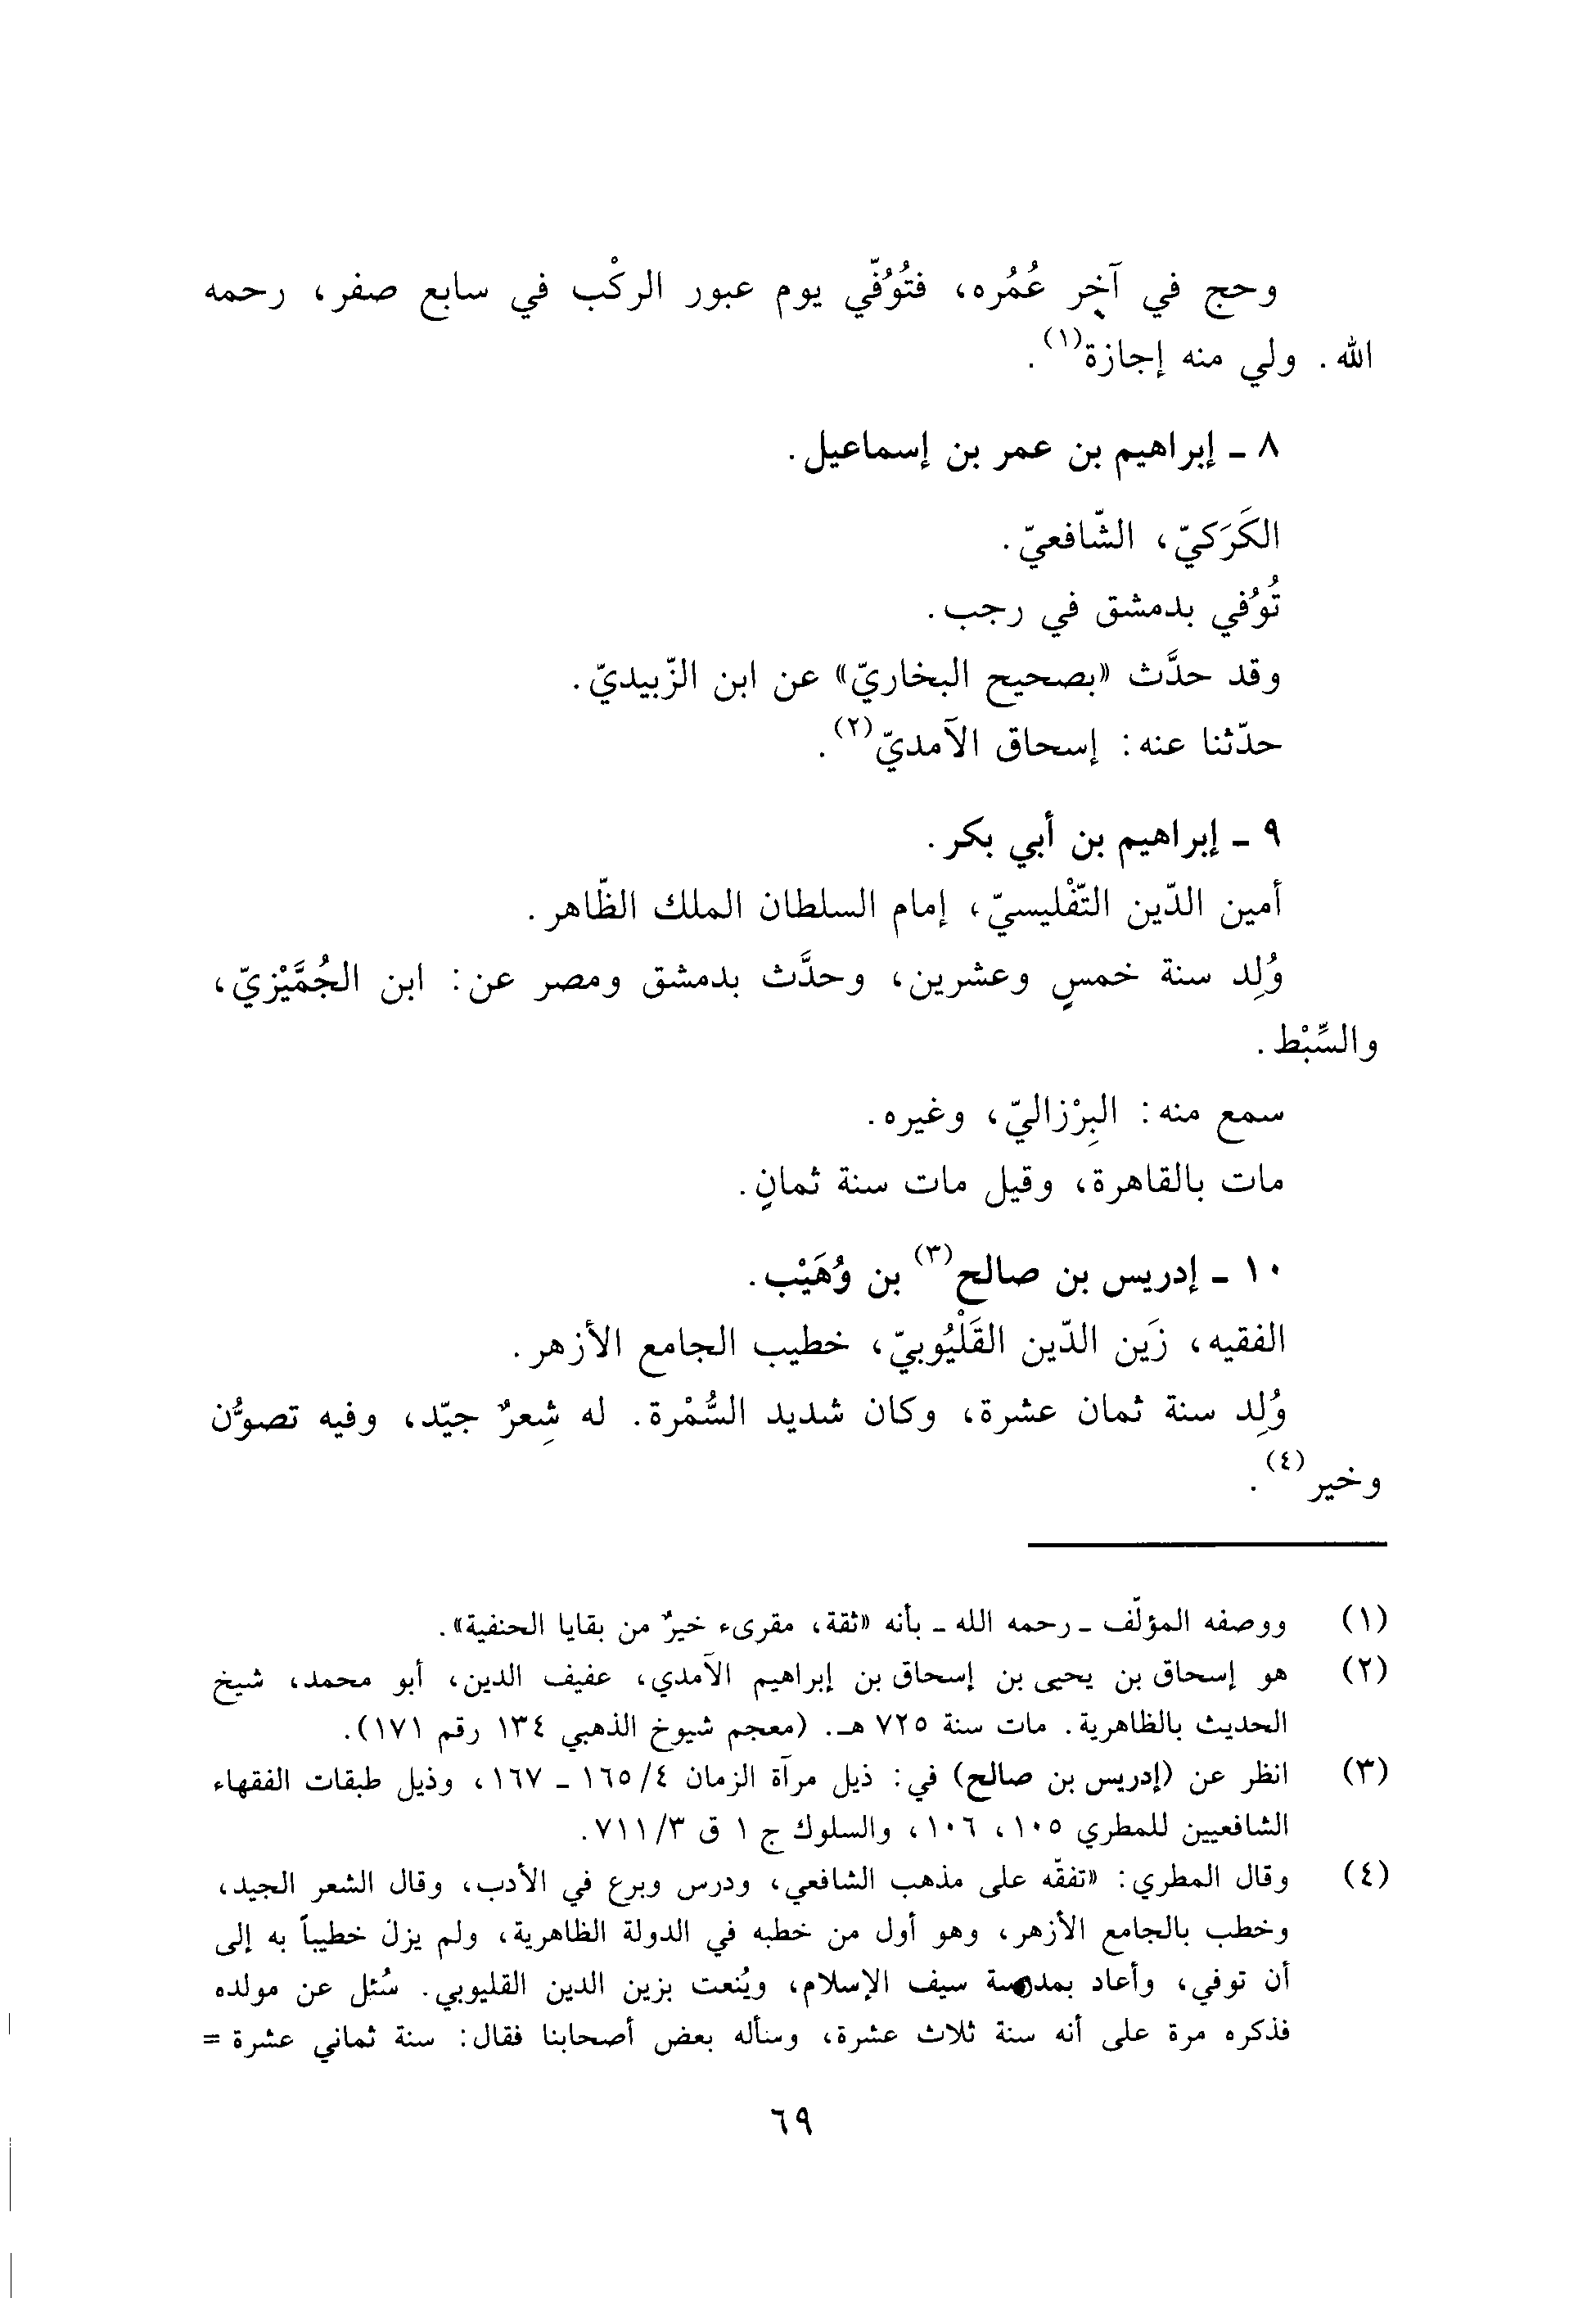 وحج في آخِر عُمُره، فتُوُفّي يوم عبور الركْب في سابع صفر، رحمه
الله. ولي منه إجازة(١).
٨ ـ إبراهيم بن عمر بن إسماعيل.
الكَرَكيّ، الشّافعيّ.
تُوُفي بدمشق في رجب.
وقد حدَّث «بصحيح البخاريّ» عن ابن الزّبيديّ.
حدّثنا عنه: إسحاق الآمديّ(٢).
٩ ـ إبراهيم بن أبي بكر.
أمين الدّين التّفْليسيّ، إمام السلطان الملك الظّاهر.
وُلِد سنة خمسٍ وعشرين، وحدَّث بدمشق ومصر عن: ابن الجُمَّيْزيّ،
والسِّبْط.
سمع منه: البِرْزاليّ، وغيره.
مات بالقاهرة، وقيل مات سنة ثمانٍ.
١٠ ـ إدريس بن صالح(٣) بن وُهَيْب.
الفقيه، زَين الدّين القَلْيُوبيّ، خطيب الجامع الأزهر.
وُلِد سنة ثمان عشرة، وكان شديد السُّمْرة. له شِعرٌ جيّد، وفيه تصوُّن
وخير(٤).
(١) ووصفه المؤلّف ـ رحمه الله ـ بأنه «ثقة، مقرىء خيرٌ من بقايا الحنفية».
(٢) هو إسحاق بن يحيى بن إسحاق بن إبراهيم الآمدي، عفيف الدين، أبو محمد، شيخ
الحديث بالظاهرية. مات سنة ٧٢٥ هـ. (معجم شيوخ الذهبي ١٣٤ رقم ١٧١).
(٣) انظر عن (إدريس بن صالح) في: ذيل مرآة الزمان ١٦٥/٤ ـ ١٦٧، وذيل طبقات الفقهاء
الشافعيين للمطري ١٠٥، ١٠٦، والسلوك ج ١ ق ٧١١/٣.
(٤) وقال المطري: «تفقّه على مذهب الشافعي، ودرس وبرع في الأدب، وقال الشعر الجيد،
وخطب بالجامع الأزهر، وهو أول من خطبه في الدولة الظاهرية، ولم يزل خطيباً به إلى
أن توفي، وأعاد بمدرسة سيف الإسلام، ويُنعت بزين الدين القليوبي. سُئل عن مولده
فذكره مرة على أنه سنة ثلاث عشرة، وسأله بعض أصحابنا فقال: سنة ثماني عشرة =
٦٩